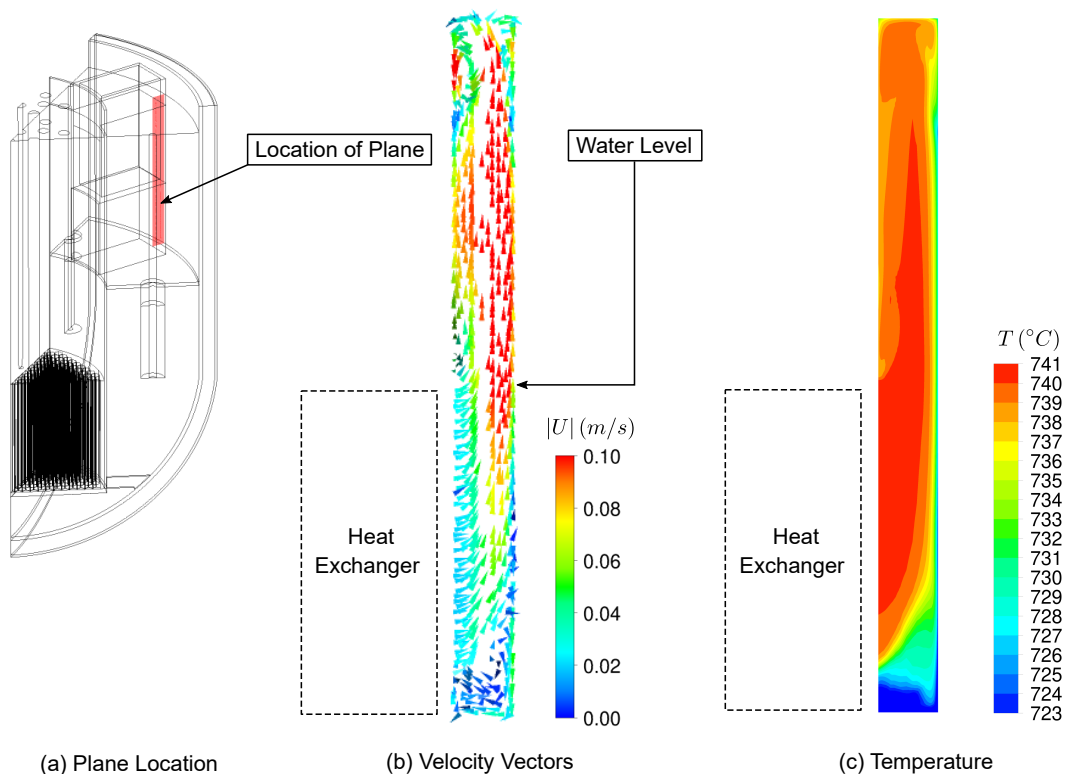 Location of Plane
Water Level
|U| (m/s)
0.10
0.08
0.06
0.04
0.02
0.00
Heat
Exchanger
T (°C)
741
740
739
738
737
736
734
733
732
731
730
729
728
727
726
725
724
723
Heat
Exchanger
(a) Plane Location
(b) Velocity Vectors
(c) Temperature